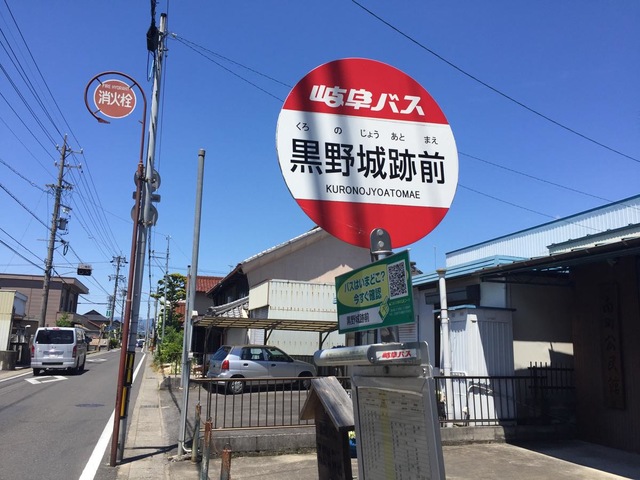 FIRE HYDRANT
消火栓
岐阜バス
くろ の じょう あと まえ
黒野城跡前
KURONOJYOATOMAE
バスはいまどこ?
今すぐ確認
黒野城跡前
岐阜バス